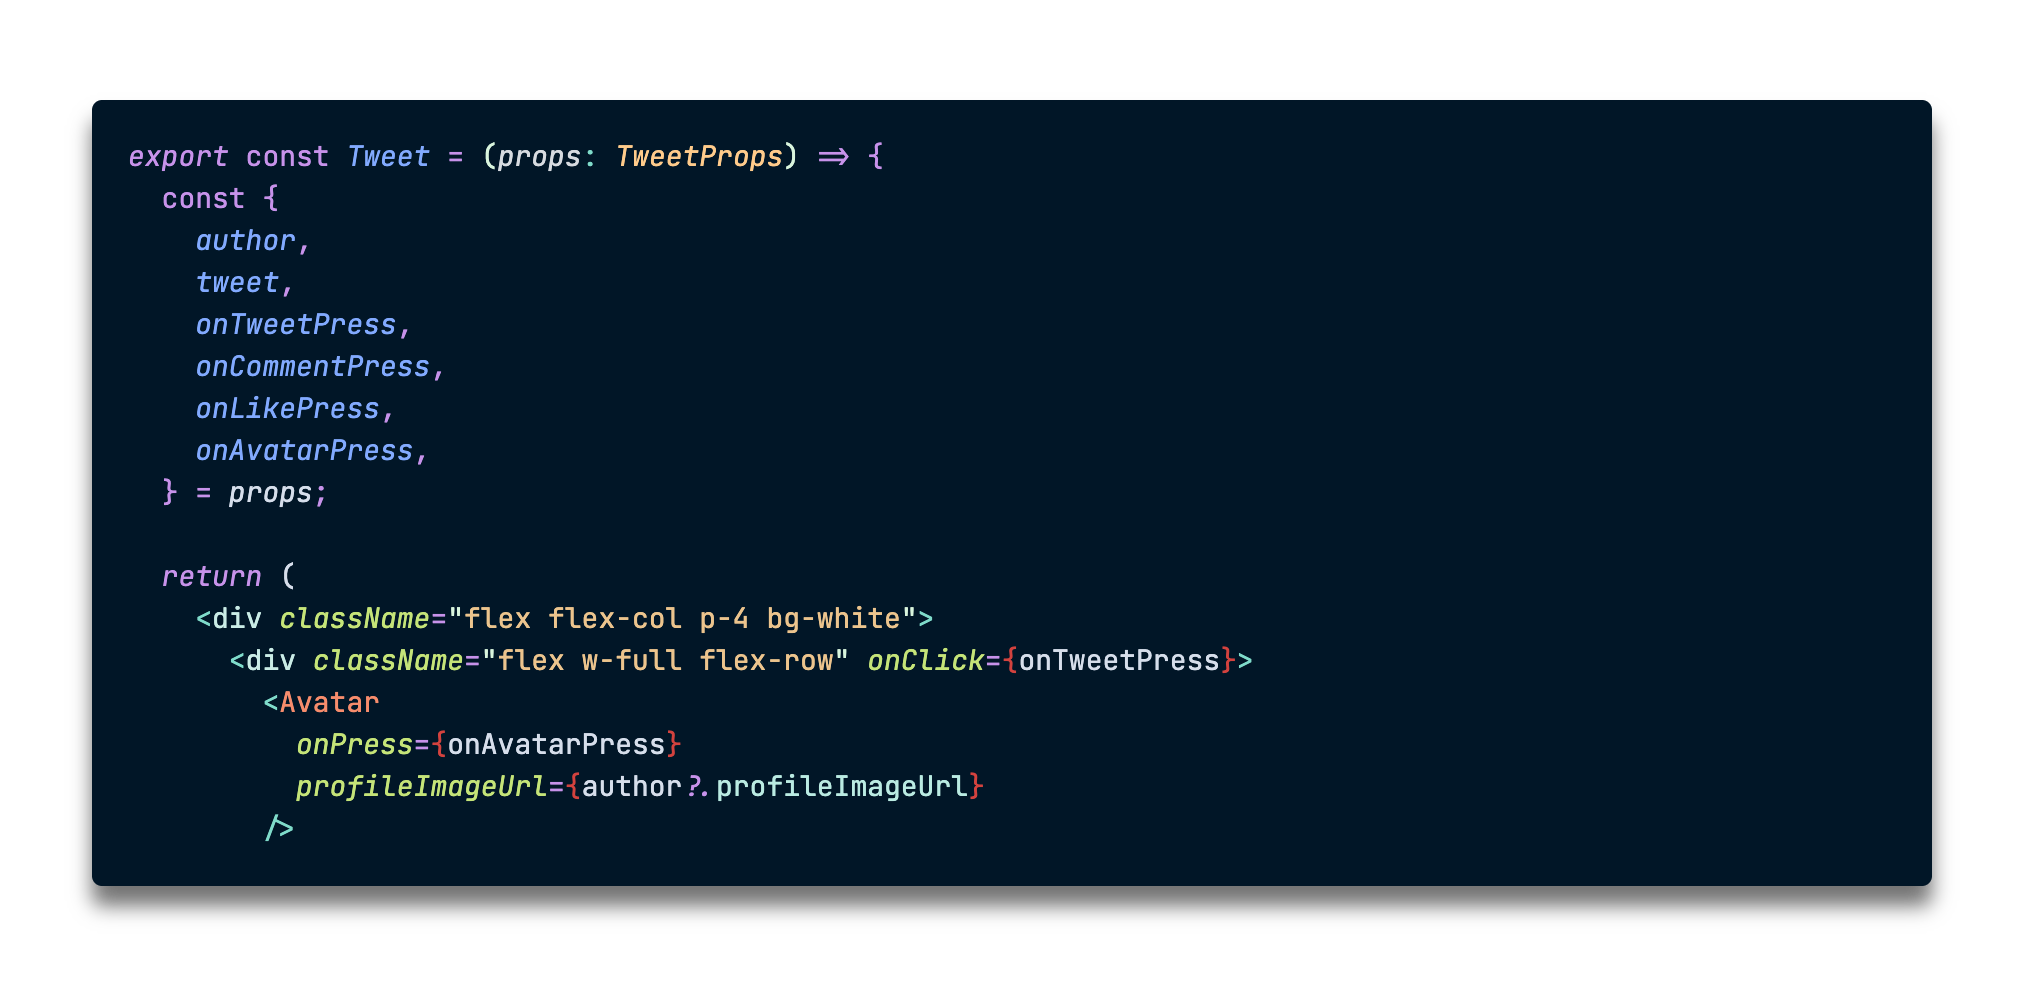 export const Tweet = (props: TweetProps) => {
const {
author,
tweet,
onTweetPress,
onCommentPress,
onLikePress,
onAvatarPress,
} = props;
return (
<div className="flex flex-col p-4 bg-white">
<div className="flex w-full flex-row" onClick={onTweetPress}>
<Avatar
onPress={onAvatarPress}
profileImageUrl={author?.profileImageUrl}
/>